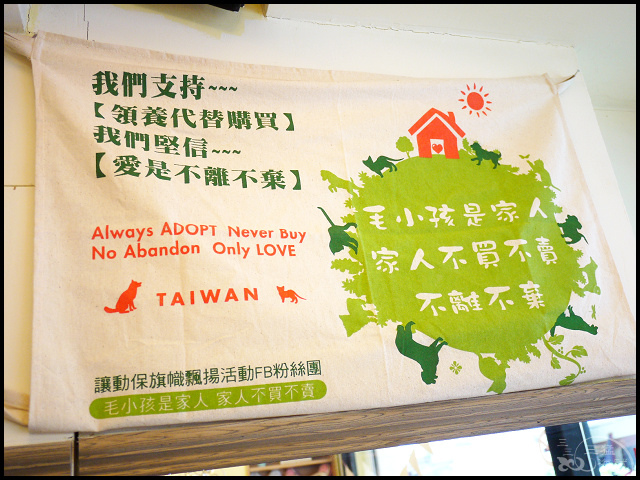 我們支持~~~
【領養代替購買】
我們堅信~~~
【愛是不離不棄】
Always ADOPT Never Buy
No Abandon Only LOVE
TAIWAN
讓動保旗幟飄揚活動FB粉絲團
毛小孩是家人 家人不買不賣
毛小孩是家人
家人不買不賣
不離不棄